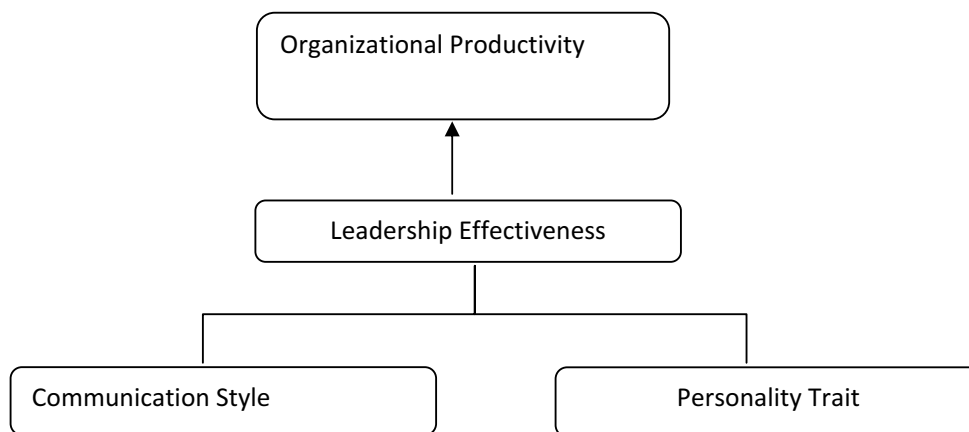 Organizational Productivity
Leadership Effectiveness
Communication Style
Personality Trait